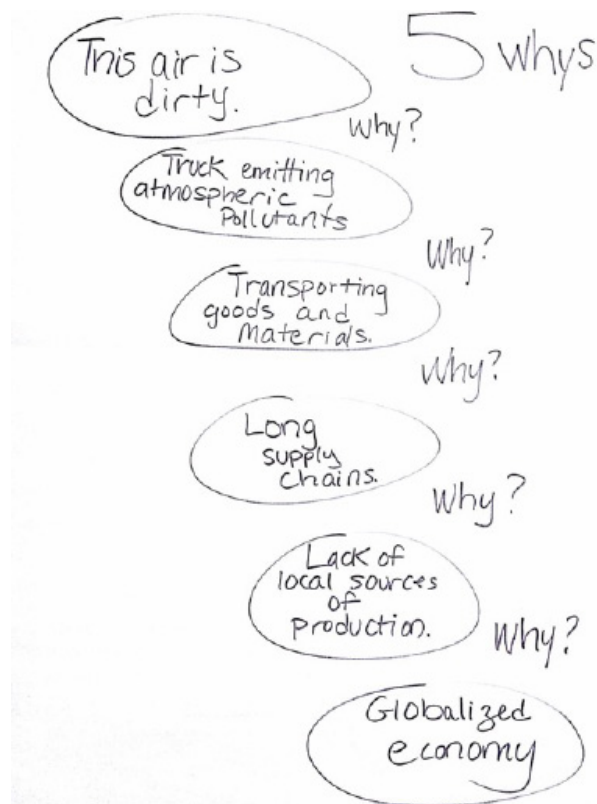 5 whys
This air is
dirty.
Why?
Truck emitting
atmospheric
Pollutants
Why?
Transporting
goods and
Materials.
Why?
Long
supply
Chains.
Why?
Lack of
local sources
of
production.
Why?
Globalized
economy